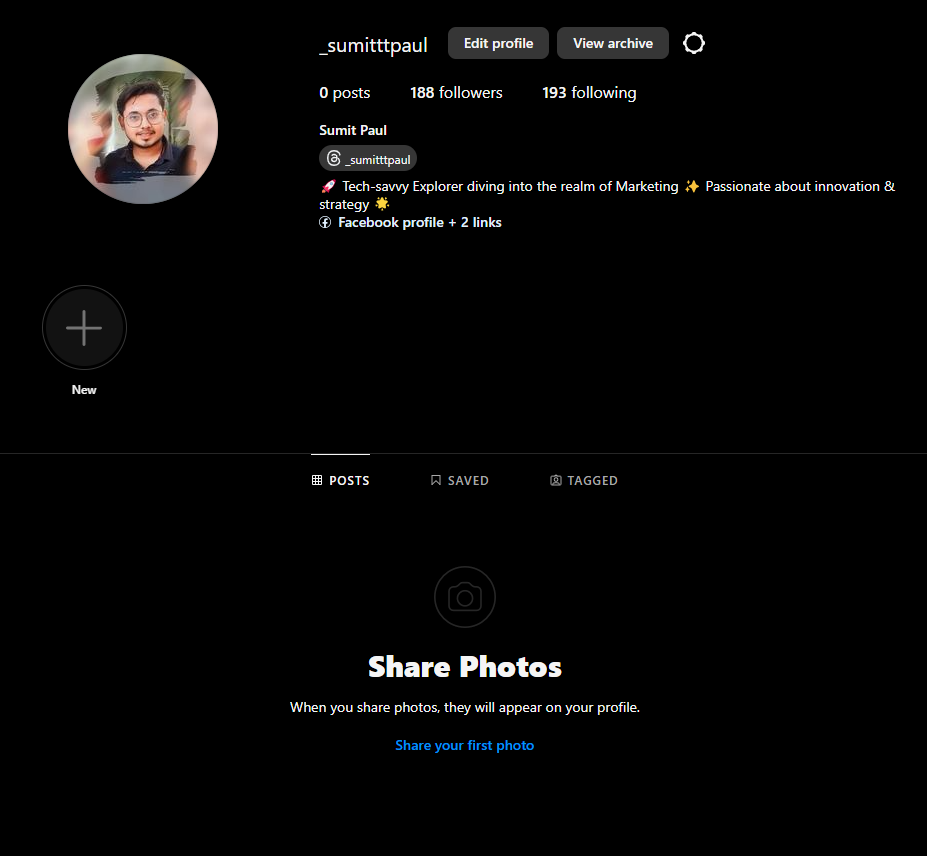 _sumitttpaul Edit profile View archive
0 posts 188 followers 193 following
Sumit Paul
_sumitttpaul
🚀 Tech-savvy Explorer diving into the realm of Marketing ✨ Passionate about innovation &
strategy 🌟
Facebook profile + 2 links
New
POSTS SAVED TAGGED
Share Photos
When you share photos, they will appear on your profile.
Share your first photo